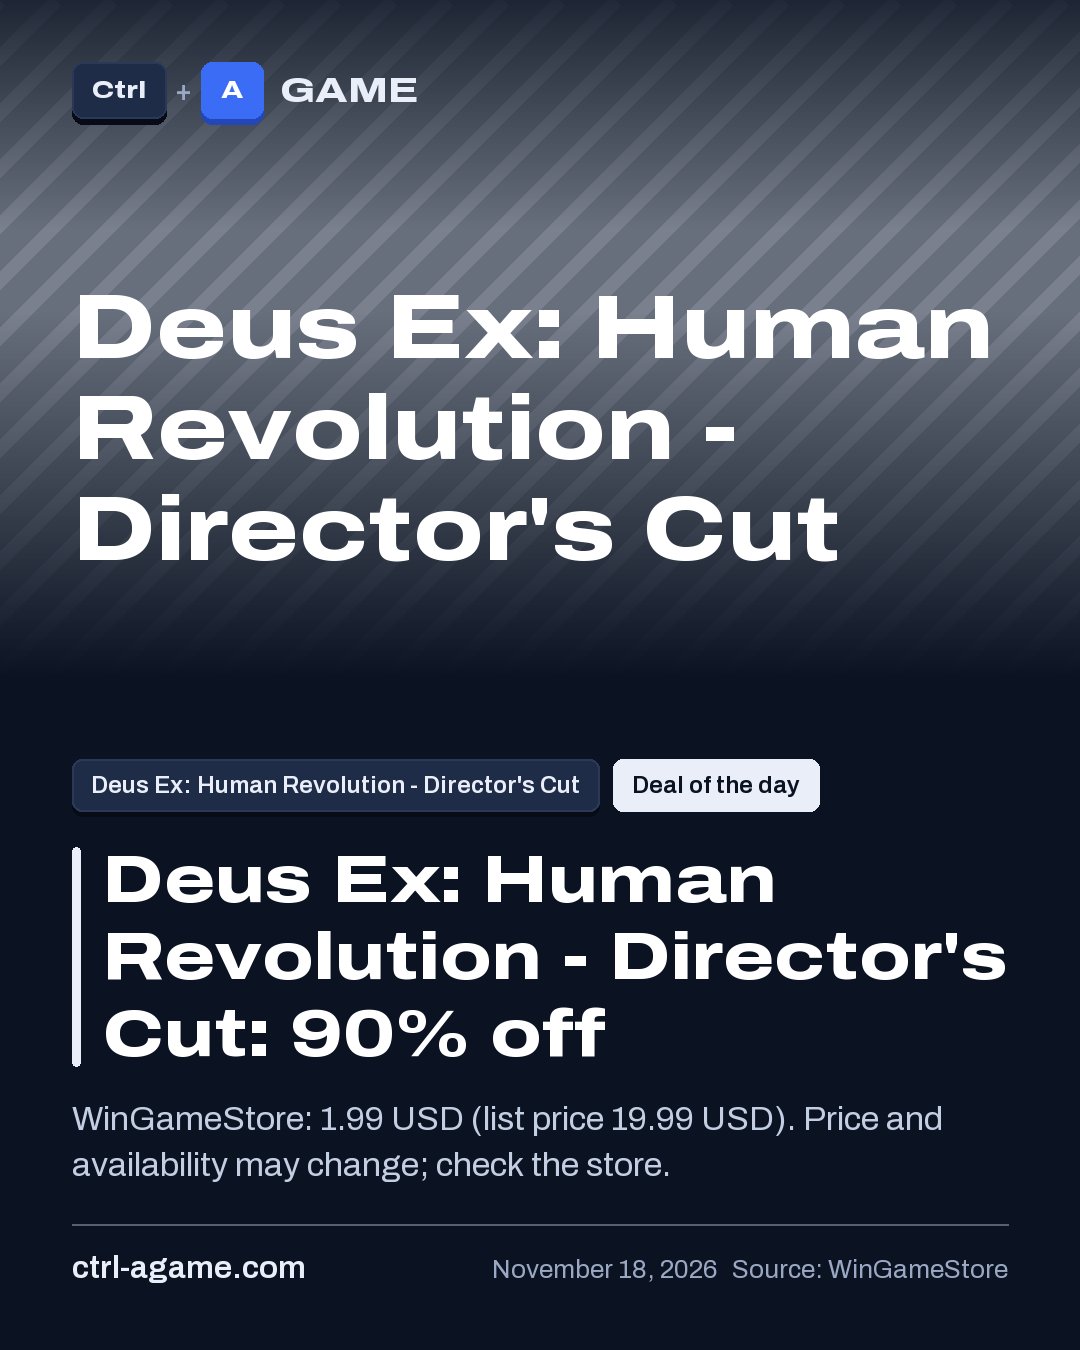 Ctrl + A GAME
Deus Ex: Human
Revolution -
Director's Cut
Deus Ex: Human Revolution - Director's Cut
Deal of the day
Deus Ex: Human
Revolution - Director's
Cut: 90% off
WinGameStore: 1.99 USD (list price 19.99 USD). Price and
availability may change; check the store.
ctrl-agame.com
November 18, 2026 Source: WinGameStore